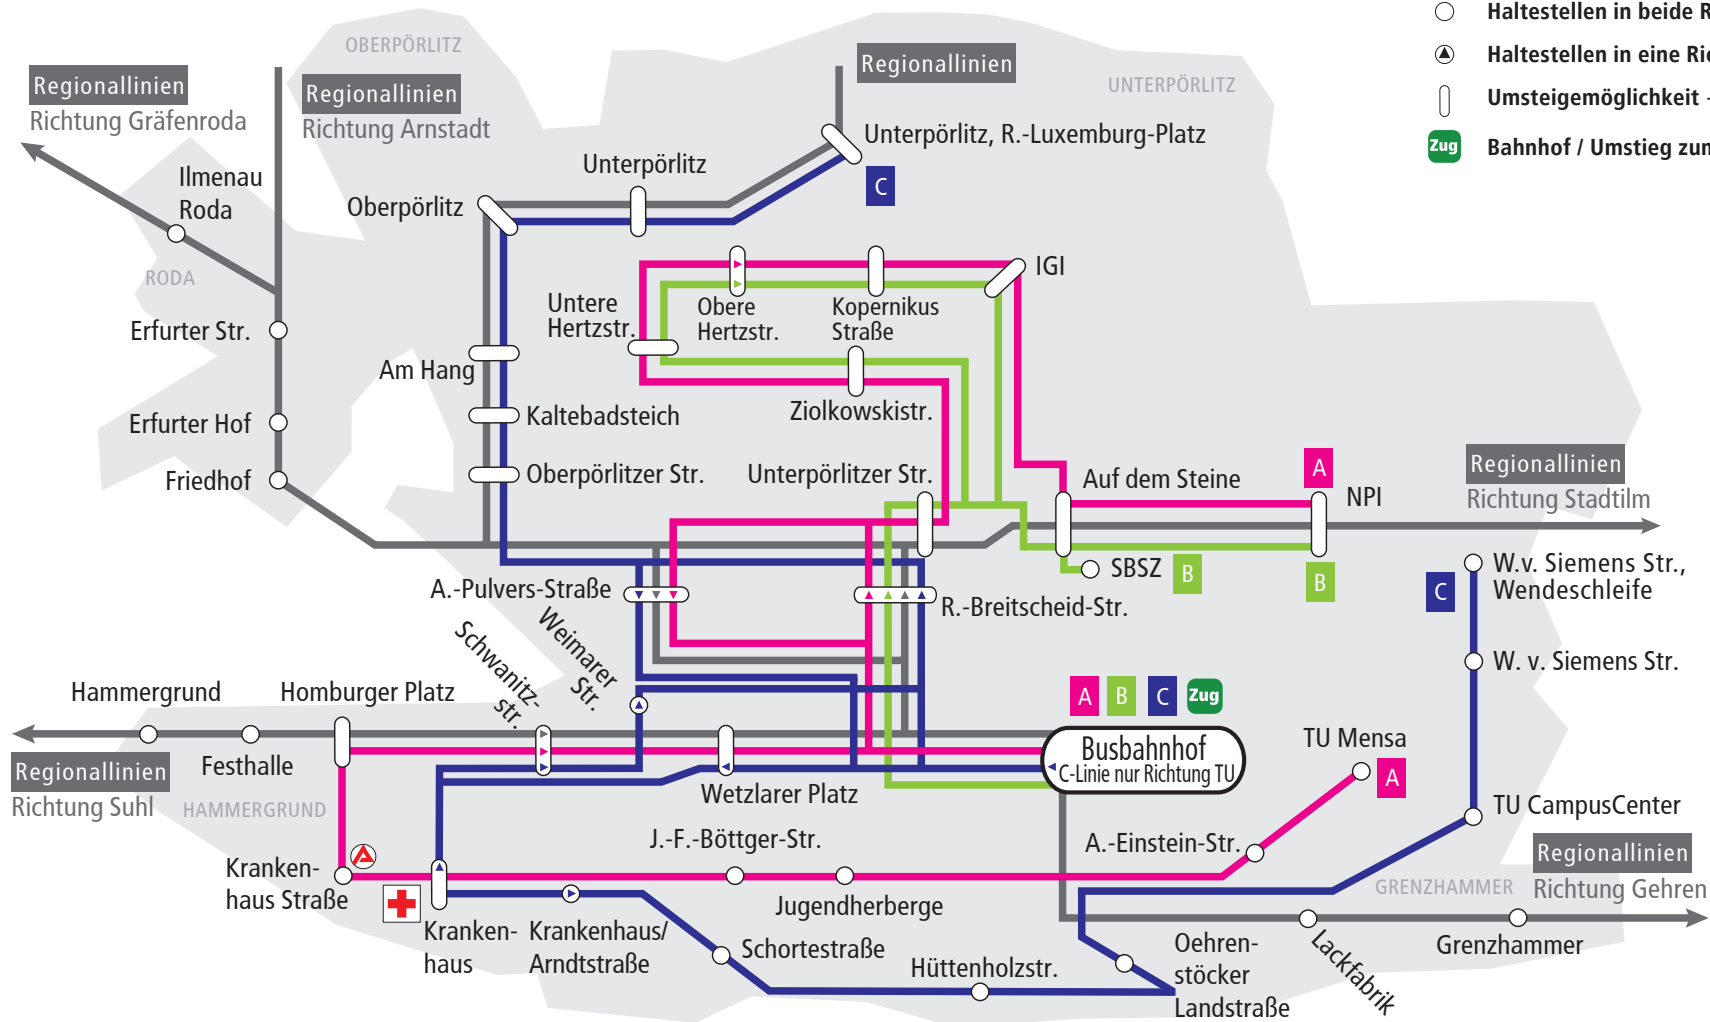 Haltestellen in beide R
Haltestellen in eine Ric
Umsteigemöglichkeit -
Zug
Bahnhof / Umstieg zum
OBERPÖRLITZ
UNTERPÖRLITZ
Regionallinien
Regionallinien
Richtung Gräfenroda
Regionallinien
Richtung Arnstadt
Unterpörlitz, R.-Luxemburg-Platz
C
Unterpörlitz
Oberpörlitz
Ilmenau
Roda
RODA
IGI
Untere
Hertzstr.
Obere
Hertzstr.
Kopernikus
Straße
Erfurter Str.
Am Hang
Kaltebadsteich
Ziolkowskistr.
Erfurter Hof
Friedhof
Oberpörlitzer Str.
Unterpörlitzer Str.
Auf dem Steine
A
NPI
Regionallinien
Richtung Stadtilm
SBSZ
B
B
C
W.v. Siemens Str.,
Wendeschleife
A.-Pulvers-Straße
R.-Breitscheid-Str.
W. v. Siemens Str.
Schwanitz-
str.
Weimarer
Str.
Hammergrund
Homburger Platz
Festhalle
Regionallinien
Richtung Suhl
HAMMERGRUND
Wetzlarer Platz
A
B
C
Zug
Busbahnhof
C-Linie nur Richtung TU
TU Mensa
A
TU CampusCenter
J.-F.-Böttger-Str.
A.-Einstein-Str.
Kranken-
haus Straße
Jugendherberge
GRENZHAMMER
Regionallinien
Richtung Gehren
Kranken-
haus
Krankenhaus/
Arndtstraße
Schortestraße
Hüttenholzstr.
Oehren-
stöcker
Landstraße
Lackfabrik
Grenzhammer